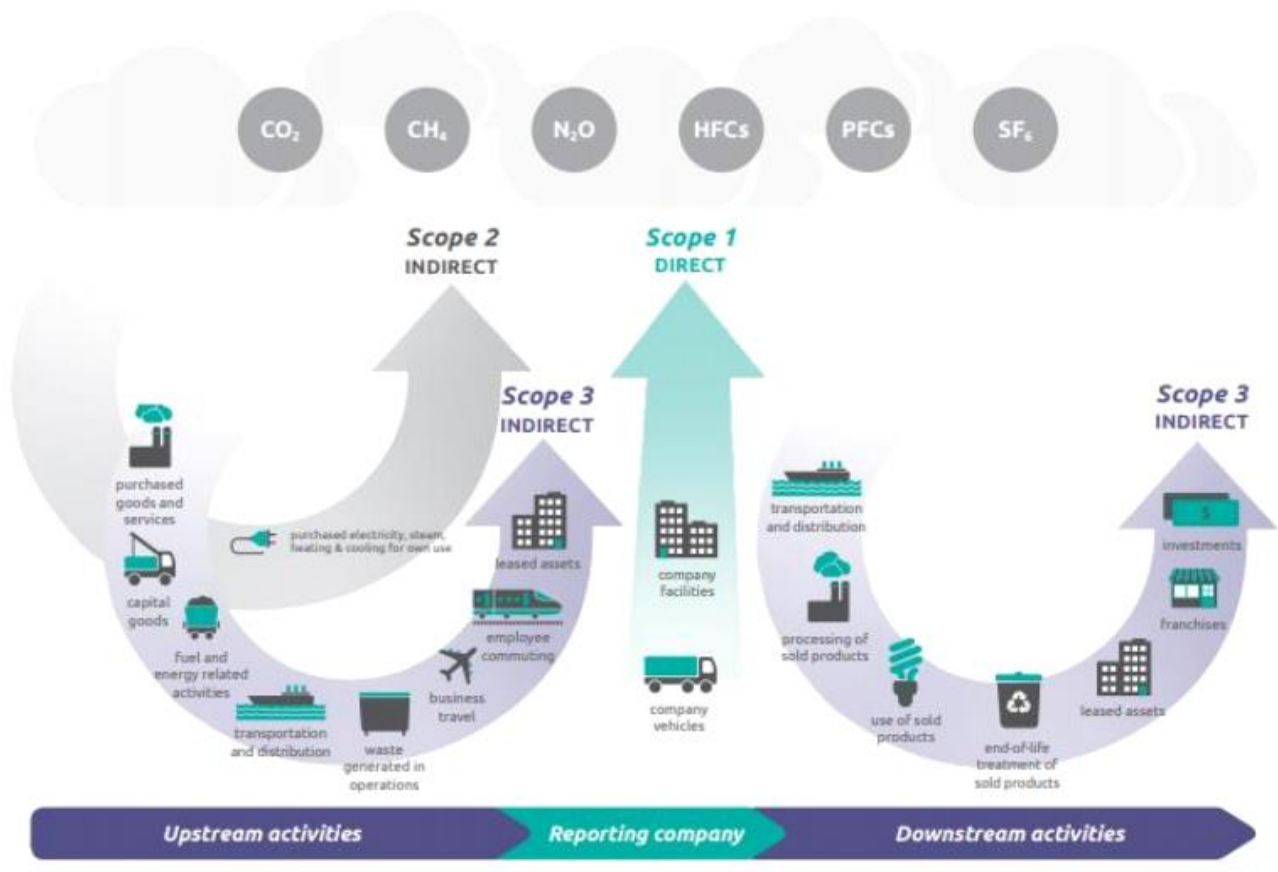 CO₂
CH₄
N₂O
HFCs
PFCs
SF₆
Scope 2
INDIRECT
Scope 1
DIRECT
Scope 3
INDIRECT
Scope 3
INDIRECT
purchased
goods and
services
capital
goods
fuel and
energy related
activities
purchased electricity, steam,
heating & cooling for own use
transportation
and distribution
waste
generated in
operations
business
travel
employee
commuting
leased assets
company
facilities
company
vehicles
transportation
and distribution
processing of
sold products
use of sold
products
end-of-life
treatment of
sold products
leased assets
franchises
$
investments
Upstream activities
Reporting company
Downstream activities